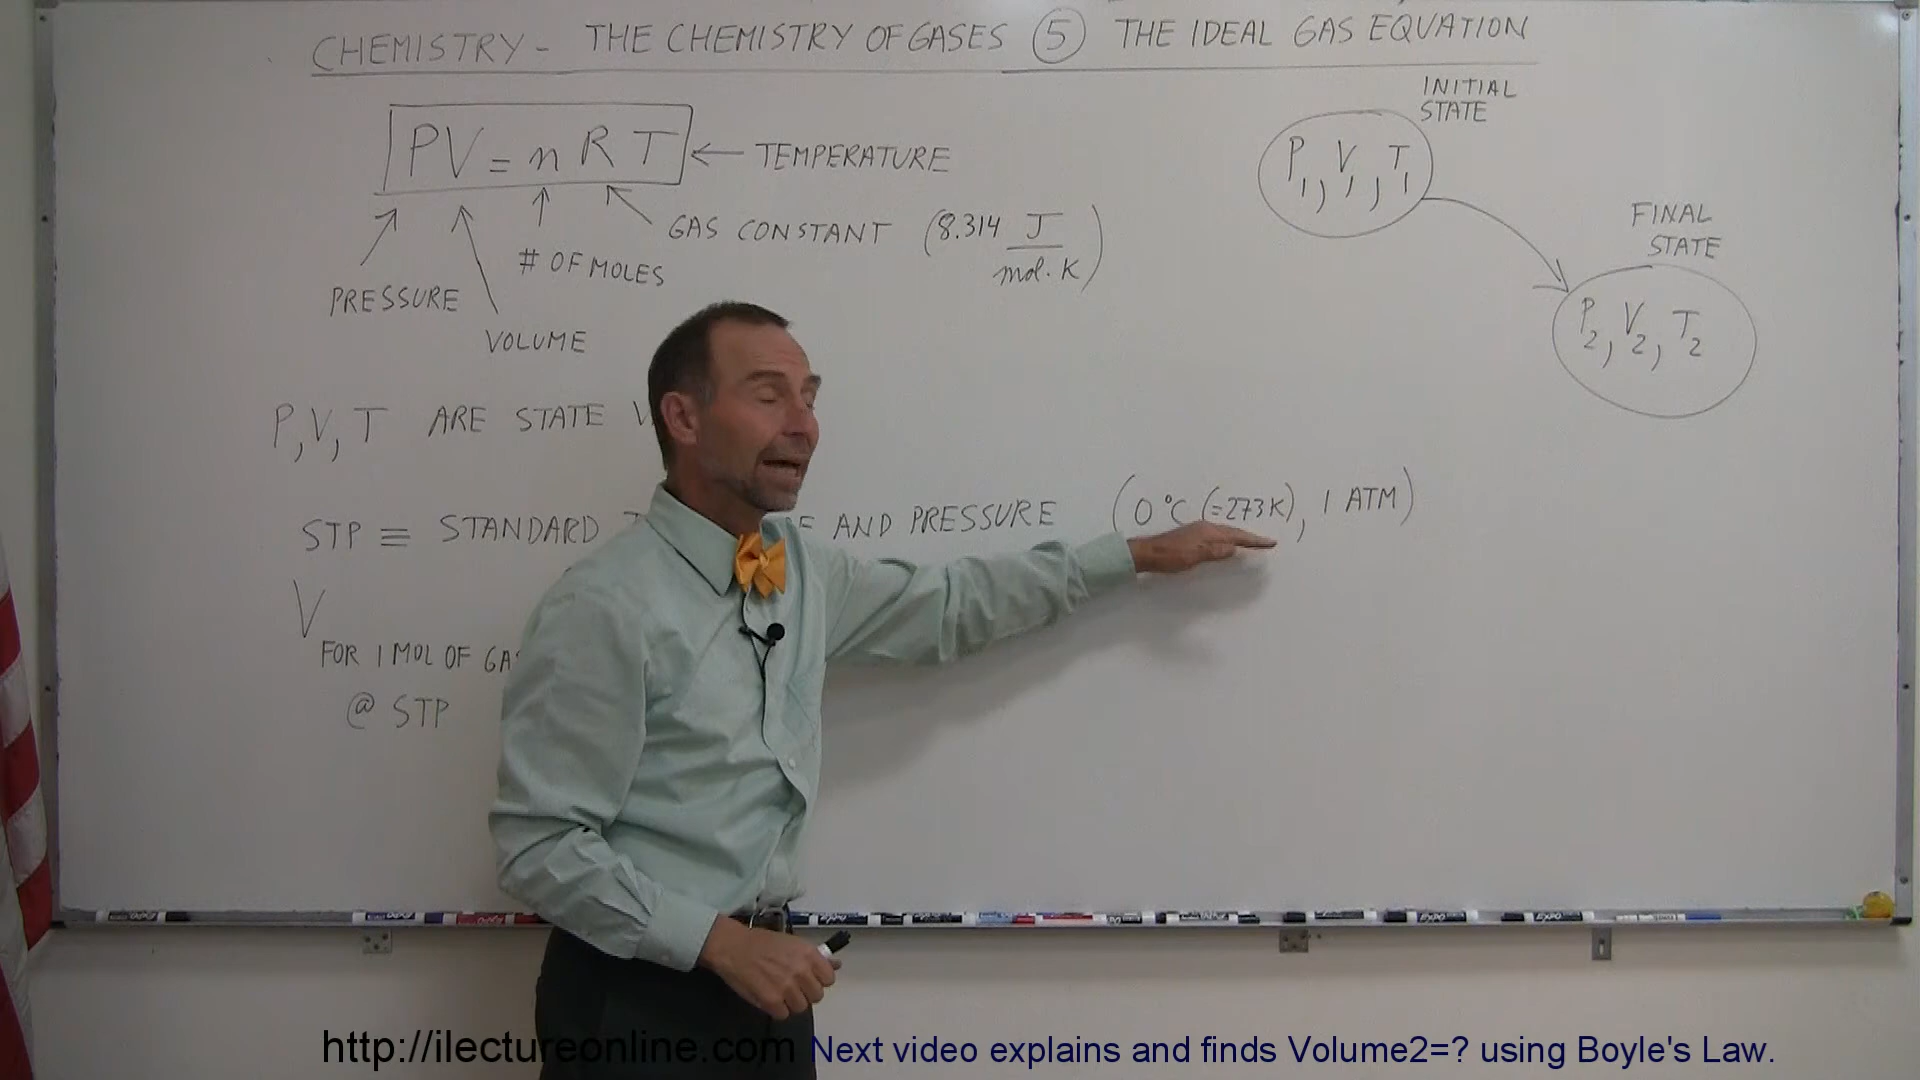 CHEMISTRY - THE CHEMISTRY OF GASES 5 THE IDEAL GAS EQUATION
PV = nRT ← TEMPERATURE
PRESSURE
VOLUME
# OF MOLES
GAS CONSTANT (8.314 J
mol. K)
INITIAL
STATE
P1, V1, T1
FINAL
STATE
P2, V2, T2
P, V, T ARE STATE V
STP ≡ STANDARD T E AND PRESSURE (0 °C (=273K), 1 ATM)
V
FOR 1 MOL OF GAS
@ STP
http://ilectureonline.com Next video explains and finds Volume2=? using Boyle's Law.